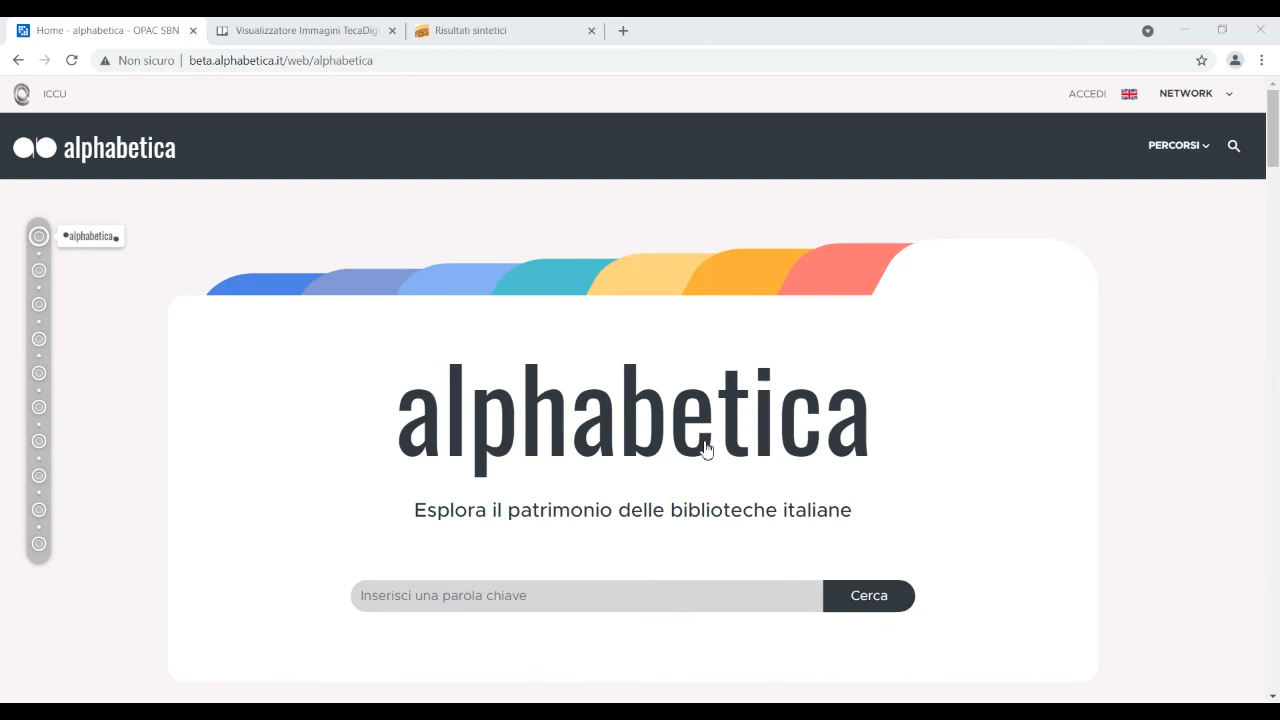 Home - alphabetica - OPAC SBN
Visualizzatore Immagini TecaDigi
Risultati sintetici
Non sicuro | beta.alphabetica.it/web/alphabetica
ICCU
ACCEDI
NETWORK
alphabetica
PERCORSI
alphabetica
alphabetica
Esplora il patrimonio delle biblioteche italiane
Inserisci una parola chiave
Cerca